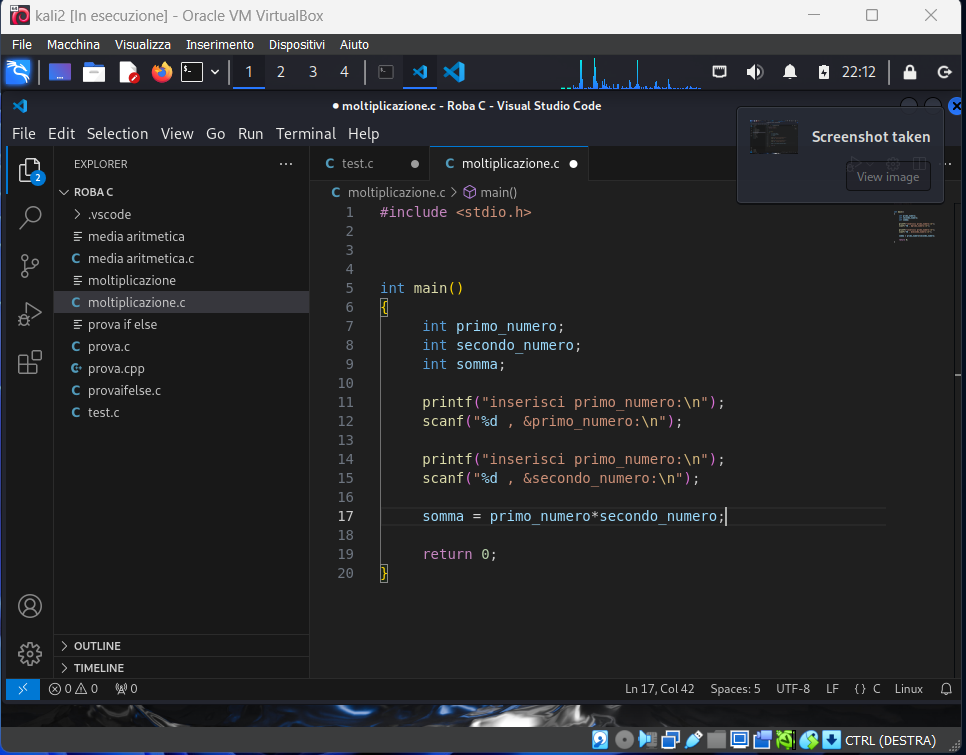 kali2 [In esecuzione] - Oracle VM VirtualBox
File Macchina Visualizza Inserimento Dispositivi Aiuto
1 2 3 4 22:12
moltiplicazione.c - Roba C - Visual Studio Code
File Edit Selection View Go Run Terminal Help
Screenshot taken
View image
EXPLORER
ROBA C
.vscode
media aritmetica
media aritmetica.c
moltiplicazione
moltiplicazione.c
prova if else
prova.c
prova.cpp
provaifelse.c
test.c
OUTLINE
TIMELINE
2
test.c moltiplicazione.c
moltiplicazione.c > main()
1 #include <stdio.h>
2
3
4
5 int main()
6 {
7 int primo_numero;
8 int secondo_numero;
9 int somma;
10
11 printf("inserisci primo_numero:\n");
12 scanf("%d , &primo_numero:\n");
13
14 printf("inserisci primo_numero:\n");
15 scanf("%d , &secondo_numero:\n");
16
17 somma = primo_numero*secondo_numero;
18
19 return 0;
20 }
0 0 0 Ln 17, Col 42 Spaces: 5 UTF-8 LF {} C Linux
CTRL (DESTRA)